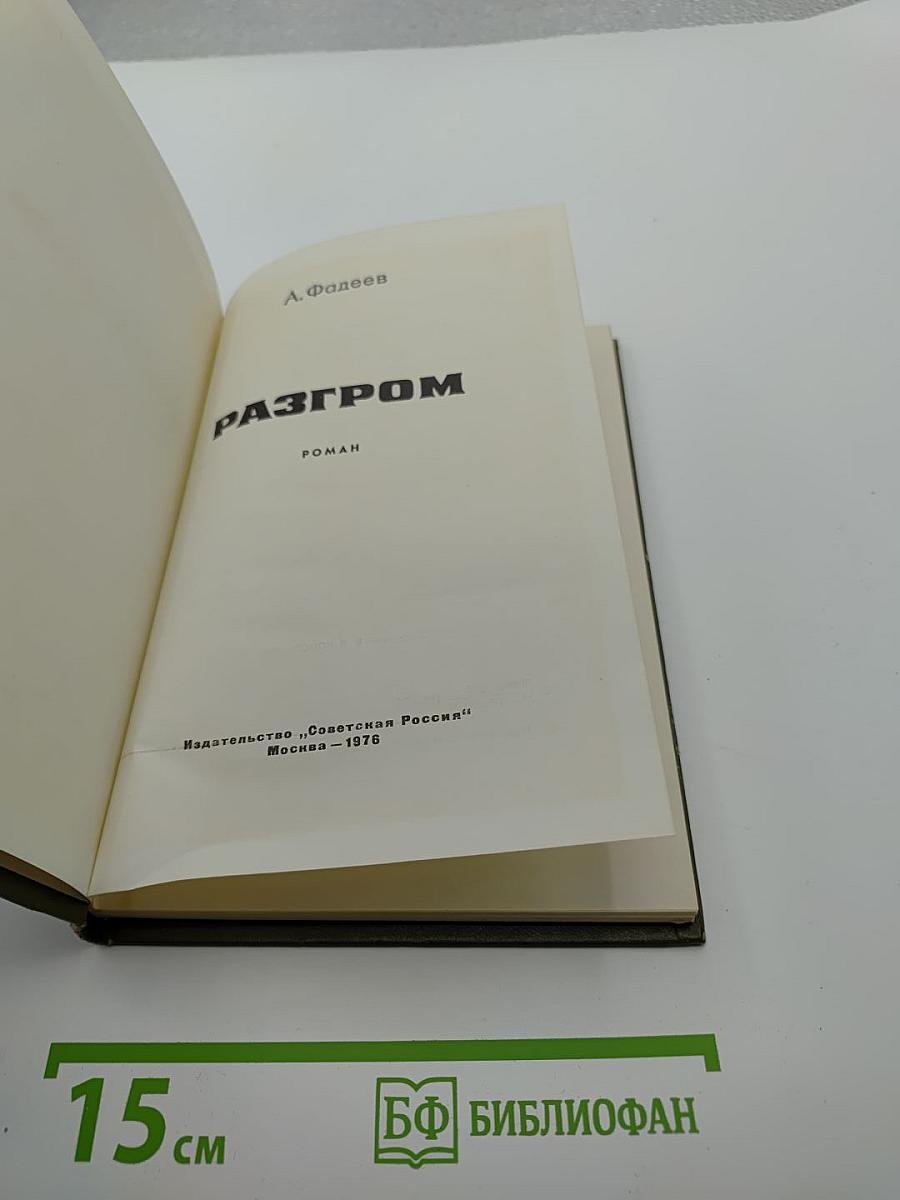 А. Фадеев
РАЗГРОМ
РОМАН
Издательство „Советская Россия“
Москва — 1976
15 см
БФ БИБЛИОФАН